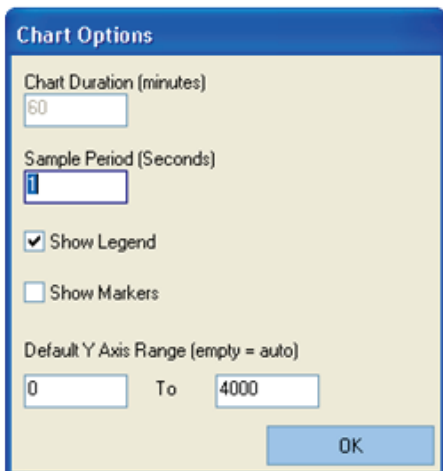 Chart Options
Chart Duration (minutes)
60
Sample Period (Seconds)
1
Show Legend
Show Markers
Default Y Axis Range (empty = auto)
0 To 4000
OK